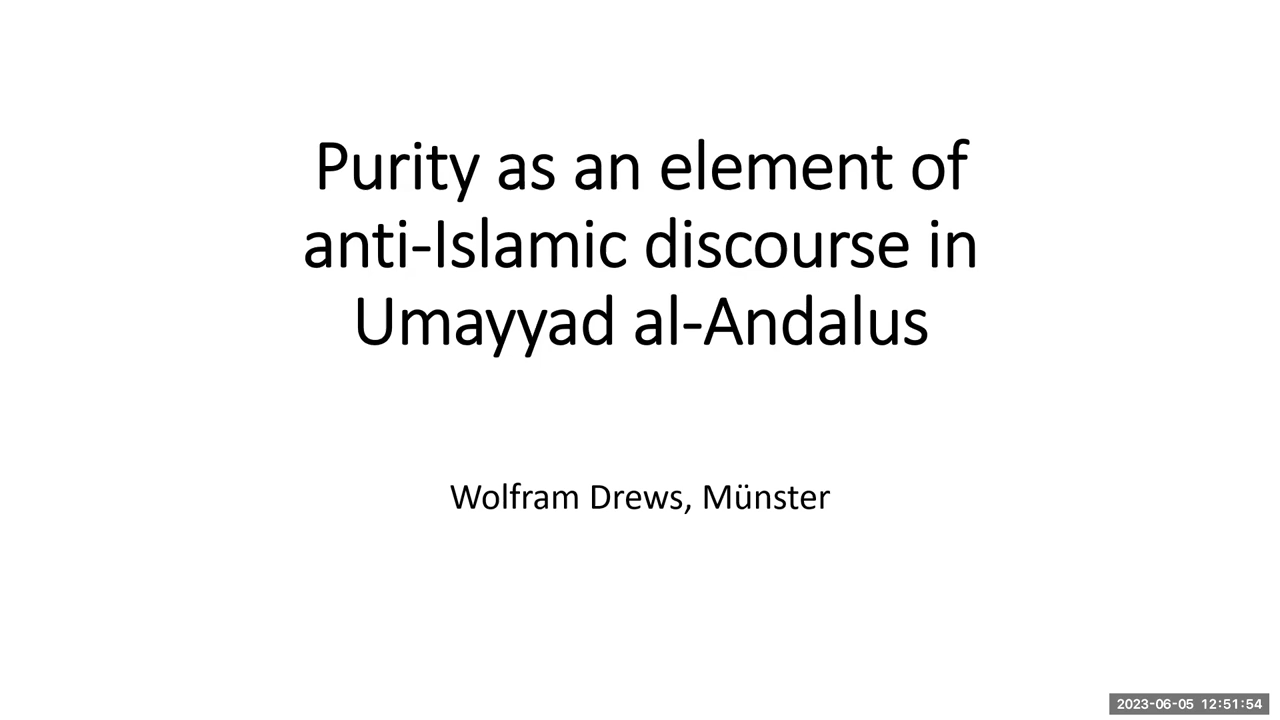 Purity as an element of
anti-Islamic discourse in
Umayyad al-Andalus
Wolfram Drews, Münster
2023-06-05 12:51:54